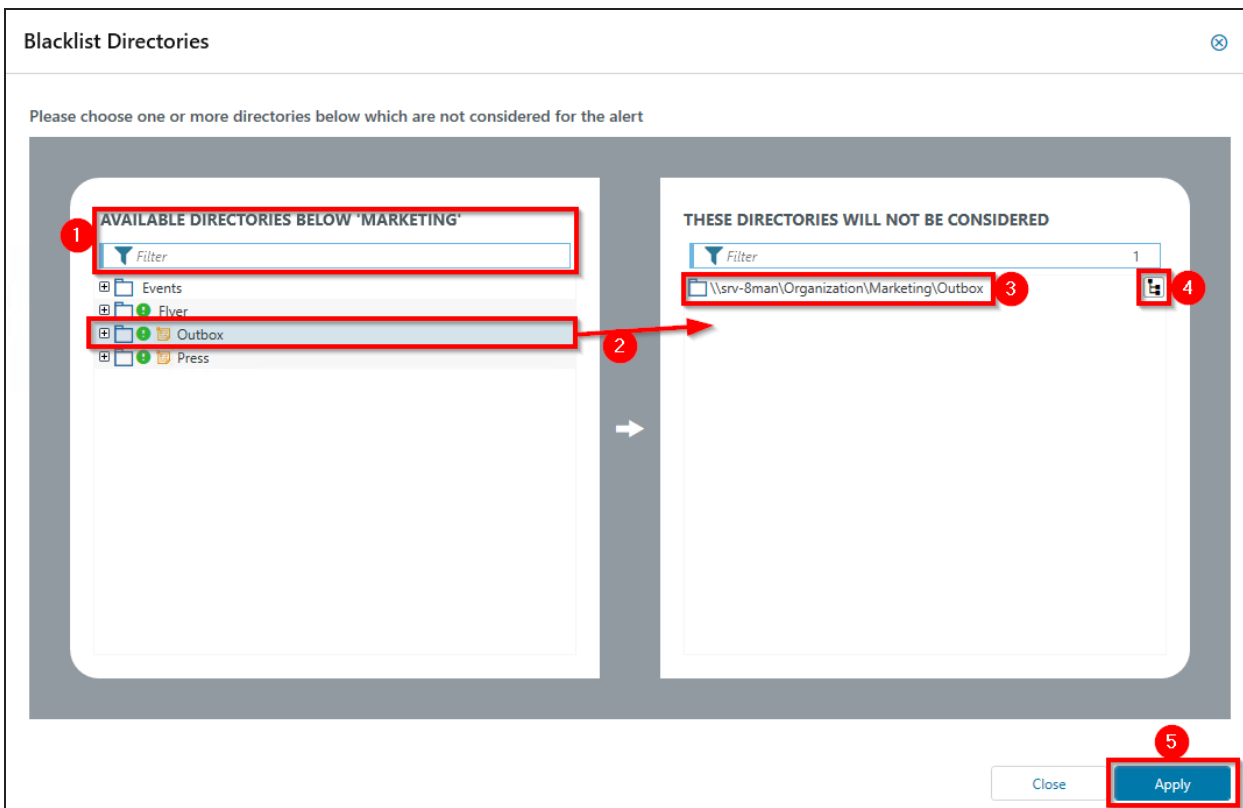 Blacklist Directories
Please choose one or more directories below which are not considered for the alert
AVAILABLE DIRECTORIES BELOW 'MARKETING'
1
Filter
Events
Flyer
Outbox
2
Press
THESE DIRECTORIES WILL NOT BE CONSIDERED
Filter 1
\\srv-8man\Organization\Marketing\Outbox 3 4
5
Close Apply